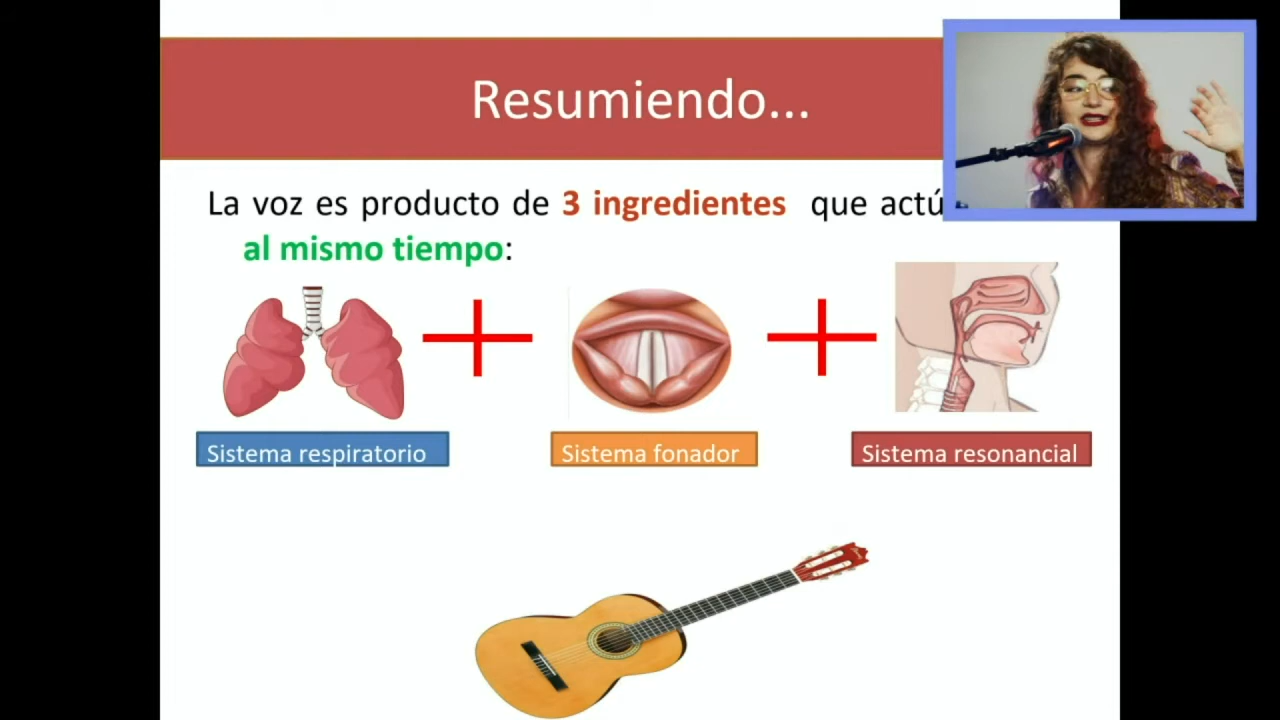 Resumiendo...
La voz es producto de 3 ingredientes que actú
al mismo tiempo:
Sistema respiratorio
Sistema fonador
Sistema resonancial